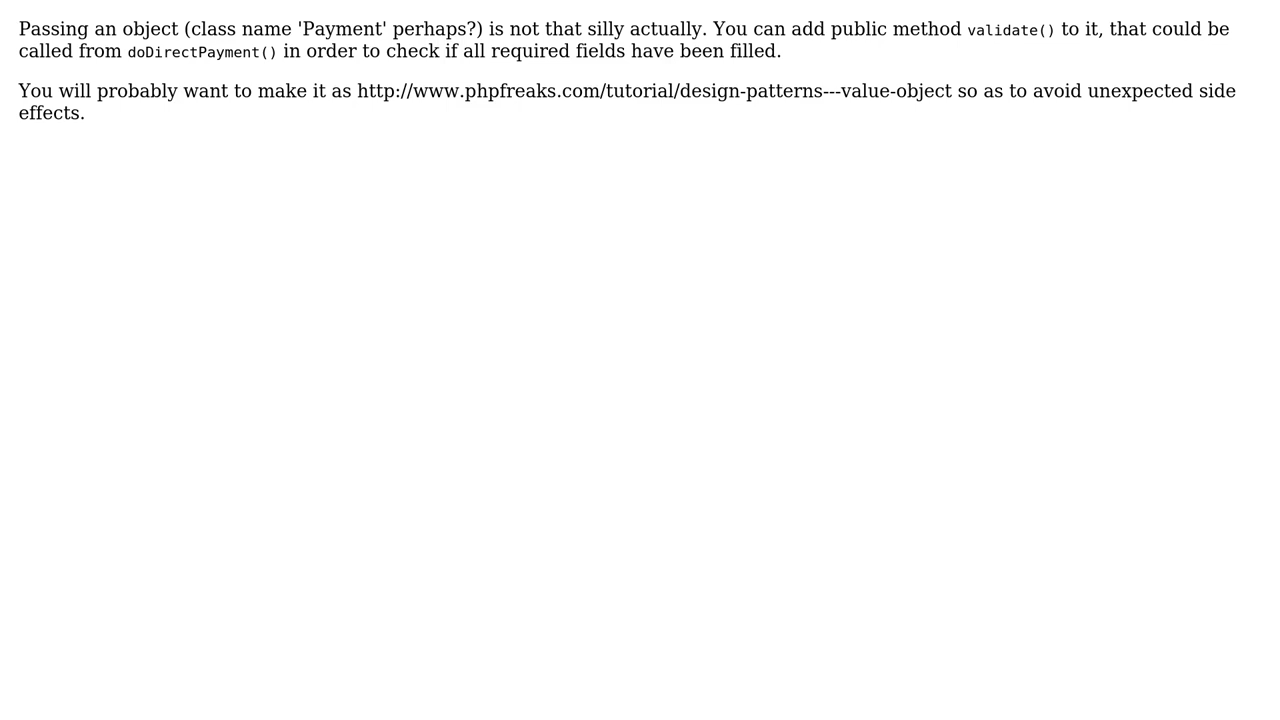 Passing an object (class name 'Payment' perhaps?) is not that silly actually. You can add public method validate() to it, that could be
called from doDirectPayment() in order to check if all required fields have been filled.
You will probably want to make it as http://www.phpfreaks.com/tutorial/design-patterns---value-object so as to avoid unexpected side
effects.